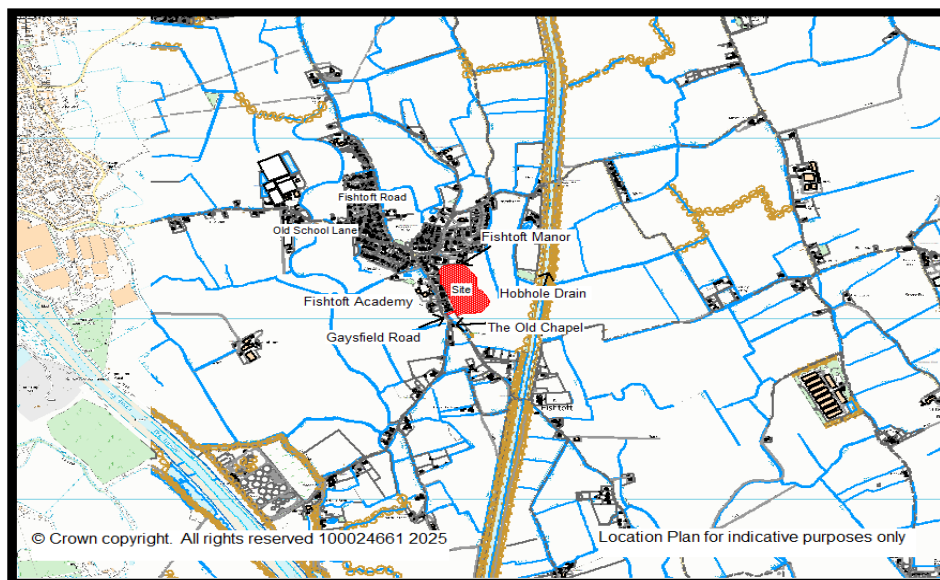 Fishtoft Road
Old School Lane
Fishtoft Manor
Site
Fishtoft Academy
Hobhole Drain
The Old Chapel
Gaysfield Road
Fishtoft
© Crown copyright. All rights reserved 100024661 2025
Location Plan for indicative purposes only